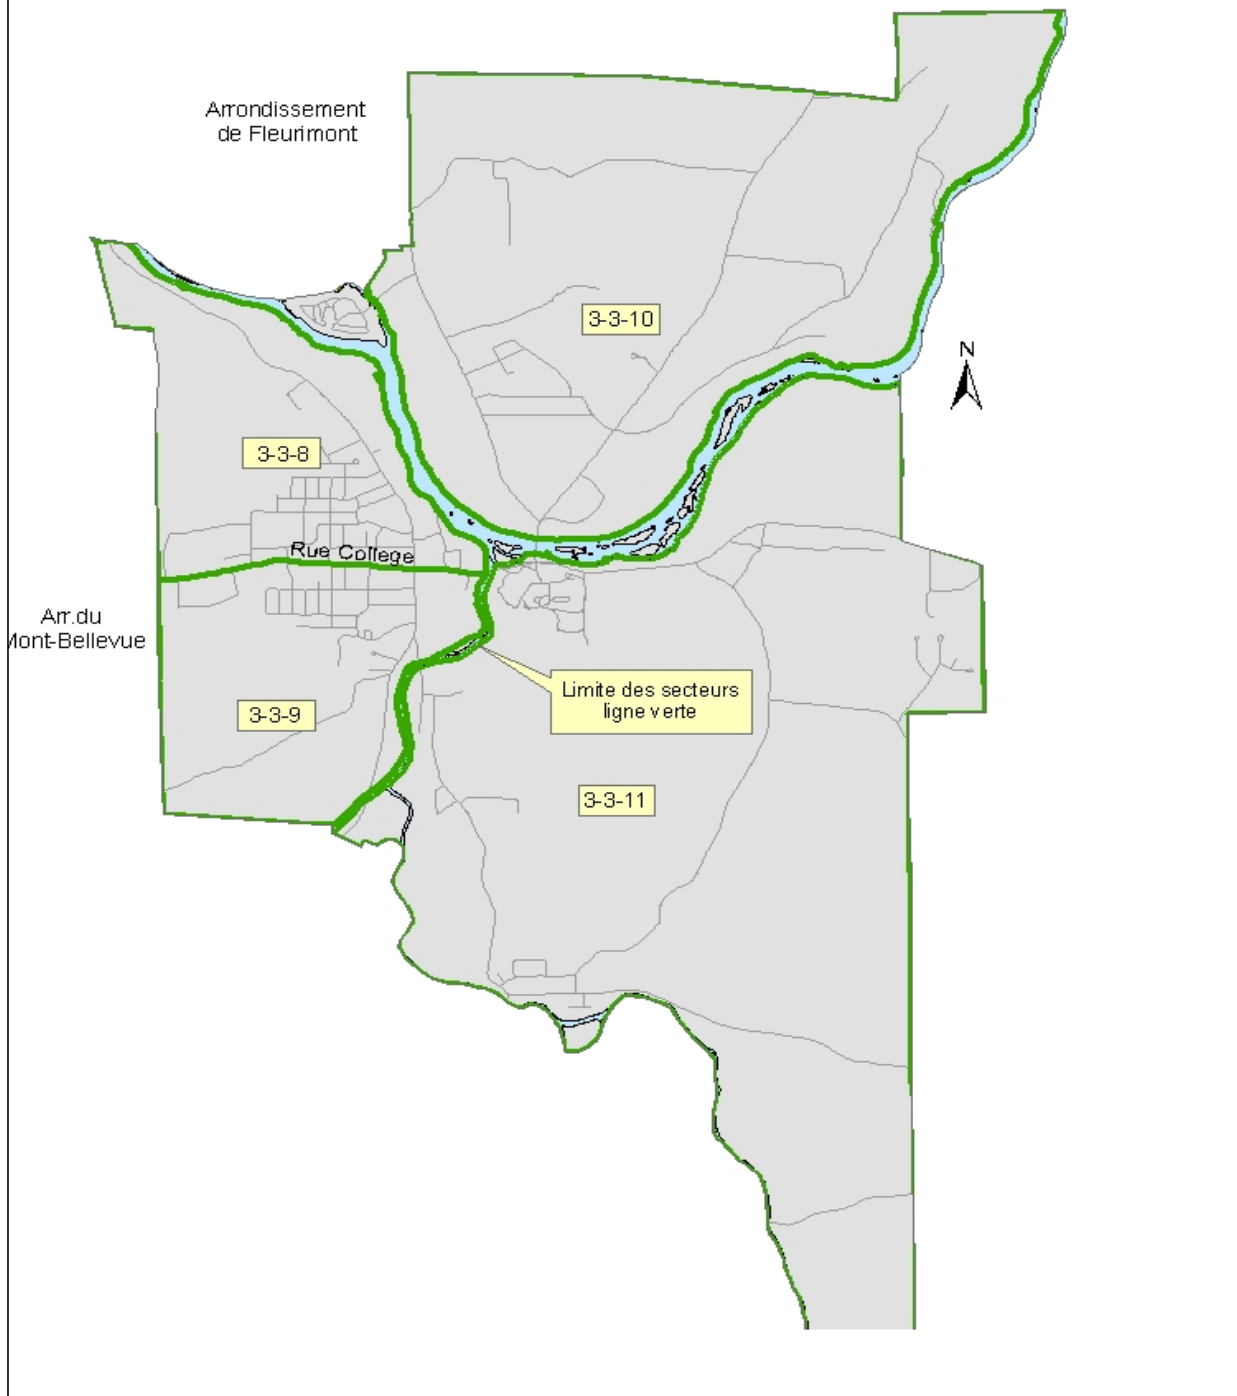 Arrondissement
de Fleurimont
3-3-10
N
3-3-8
Rue College
Arr.du
Mont-Bellevue
Limite des secteurs
ligne verte
3-3-9
3-3-11